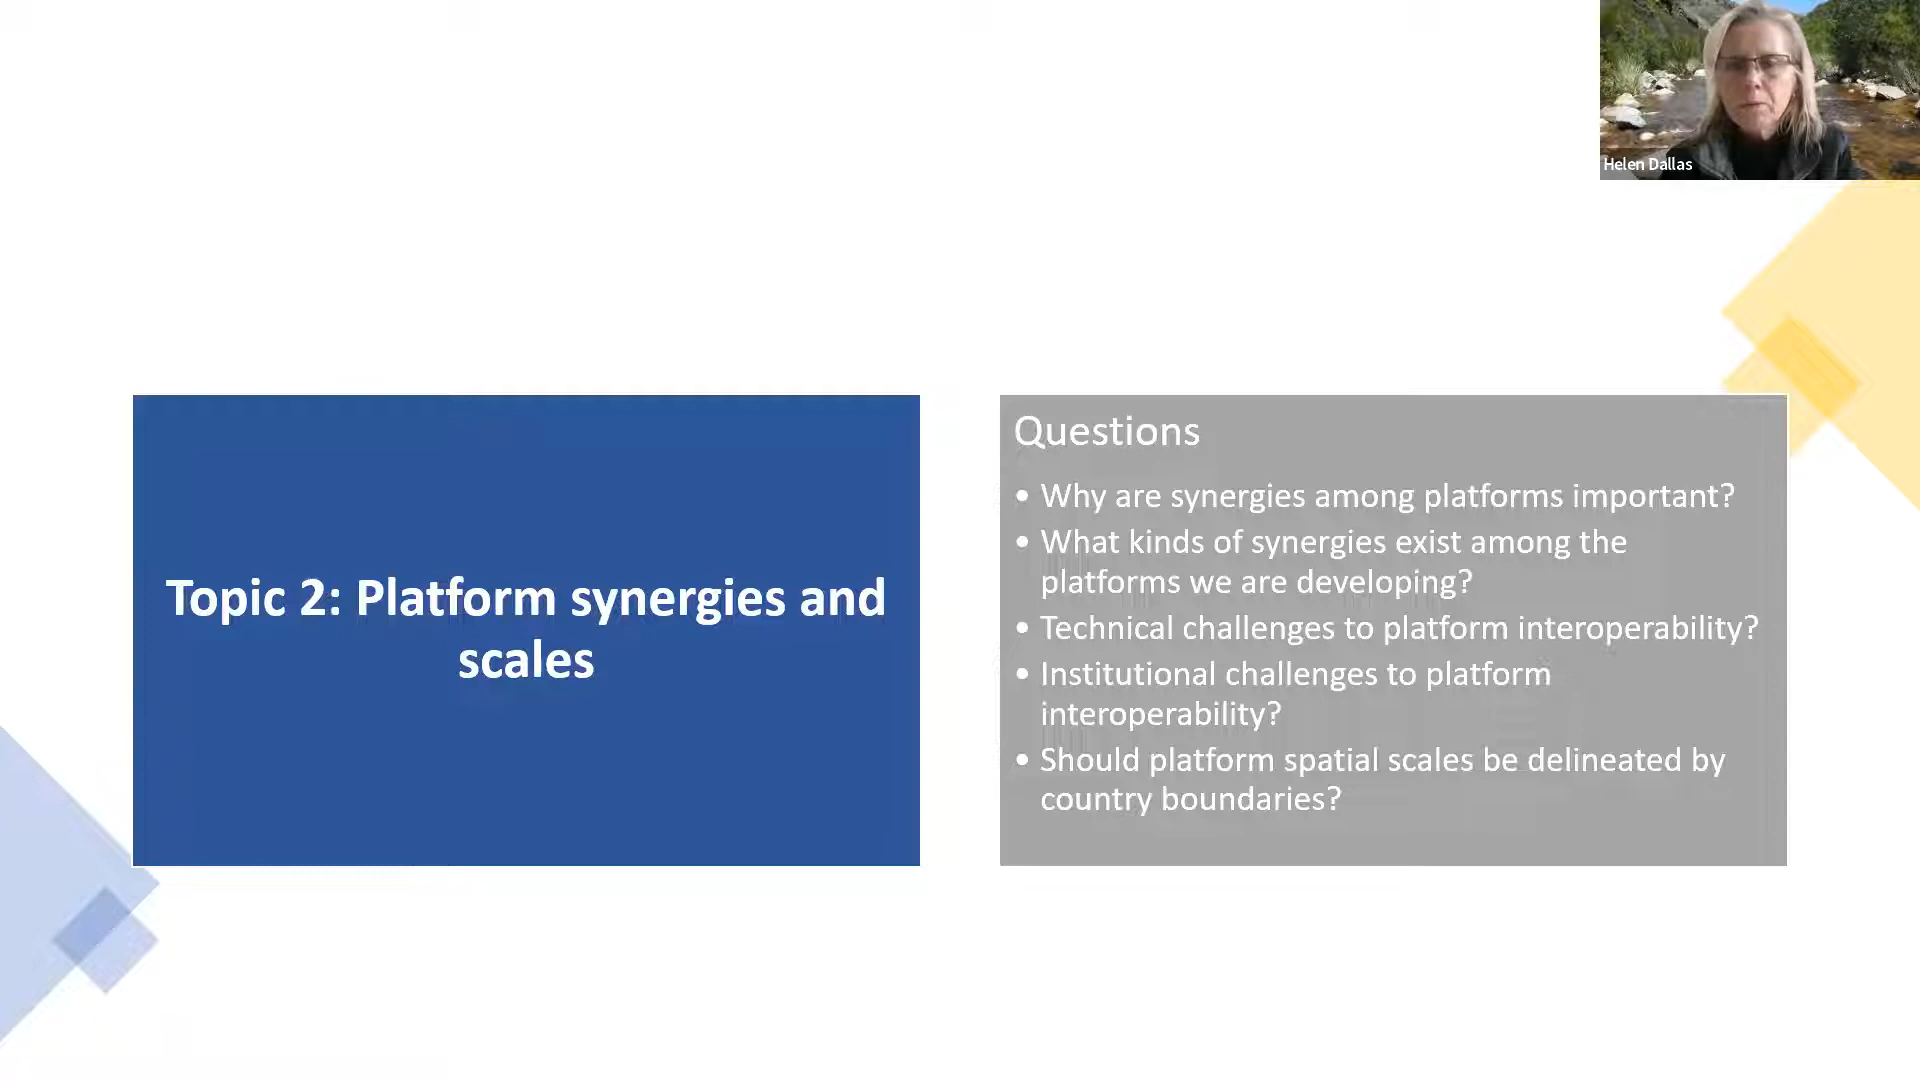 Helen Dallas
Topic 2: Platform synergies and
scales
Questions
• Why are synergies among platforms important?
• What kinds of synergies exist among the
platforms we are developing?
• Technical challenges to platform interoperability?
• Institutional challenges to platform
interoperability?
• Should platform spatial scales be delineated by
country boundaries?